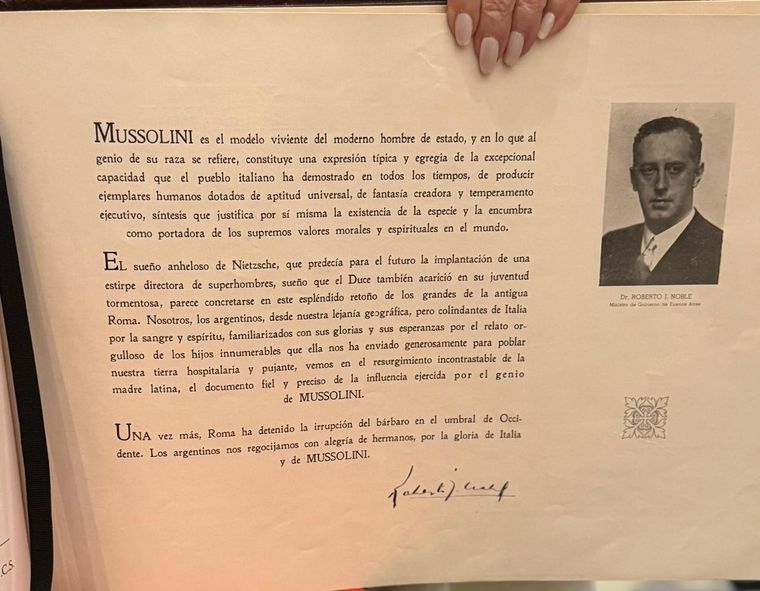 MUSSOLINI es el modelo viviente del moderno hombre de estado, y en lo que al
genio de su raza se refiere, constituye una expresión típica y egregia de la excepcional
capacidad que el pueblo italiano ha demostrado en todos los tiempos, de producir
ejemplares humanos dotados de aptitud universal, de fantasía creadora y temperamento
ejecutivo, síntesis que justifica por sí misma la existencia de la especie y la encumbra
como portadora de los supremos valores morales y espirituales en el mundo.
EL sueño anheloso de Nietzsche, que predecía para el futuro la implantación de una
estirpe directora de superhombres, sueño que el Duce también acarició en su juventud
tormentosa, parece concretarse en este espléndido retoño de los grandes de la antigua
Roma. Nosotros, los argentinos, desde nuestra lejanía geográfica, pero colindantes de Italia
por la sangre y espíritu, familiarizados con sus glorias y sus esperanzas por el relato or-
gulloso de los hijos innumerables que ella nos ha enviado generosamente para poblar
nuestra tierra hospitalaria y pujante, vemos en el resurgimiento incontrastable de la
madre latina, el documento fiel y preciso de la influencia ejercida por el genio
de MUSSOLINI.
UNA vez más, Roma ha detenido la irrupción del bárbaro en el umbral de Occi-
dente. Los argentinos nos regocijamos con alegría de hermanos, por la gloria de Italia
y de MUSSOLINI.
Roberto J. Noble
Dr. ROBERTO J. NOBLE
Ministro de Gobierno de Buenos Aires
.C.S.